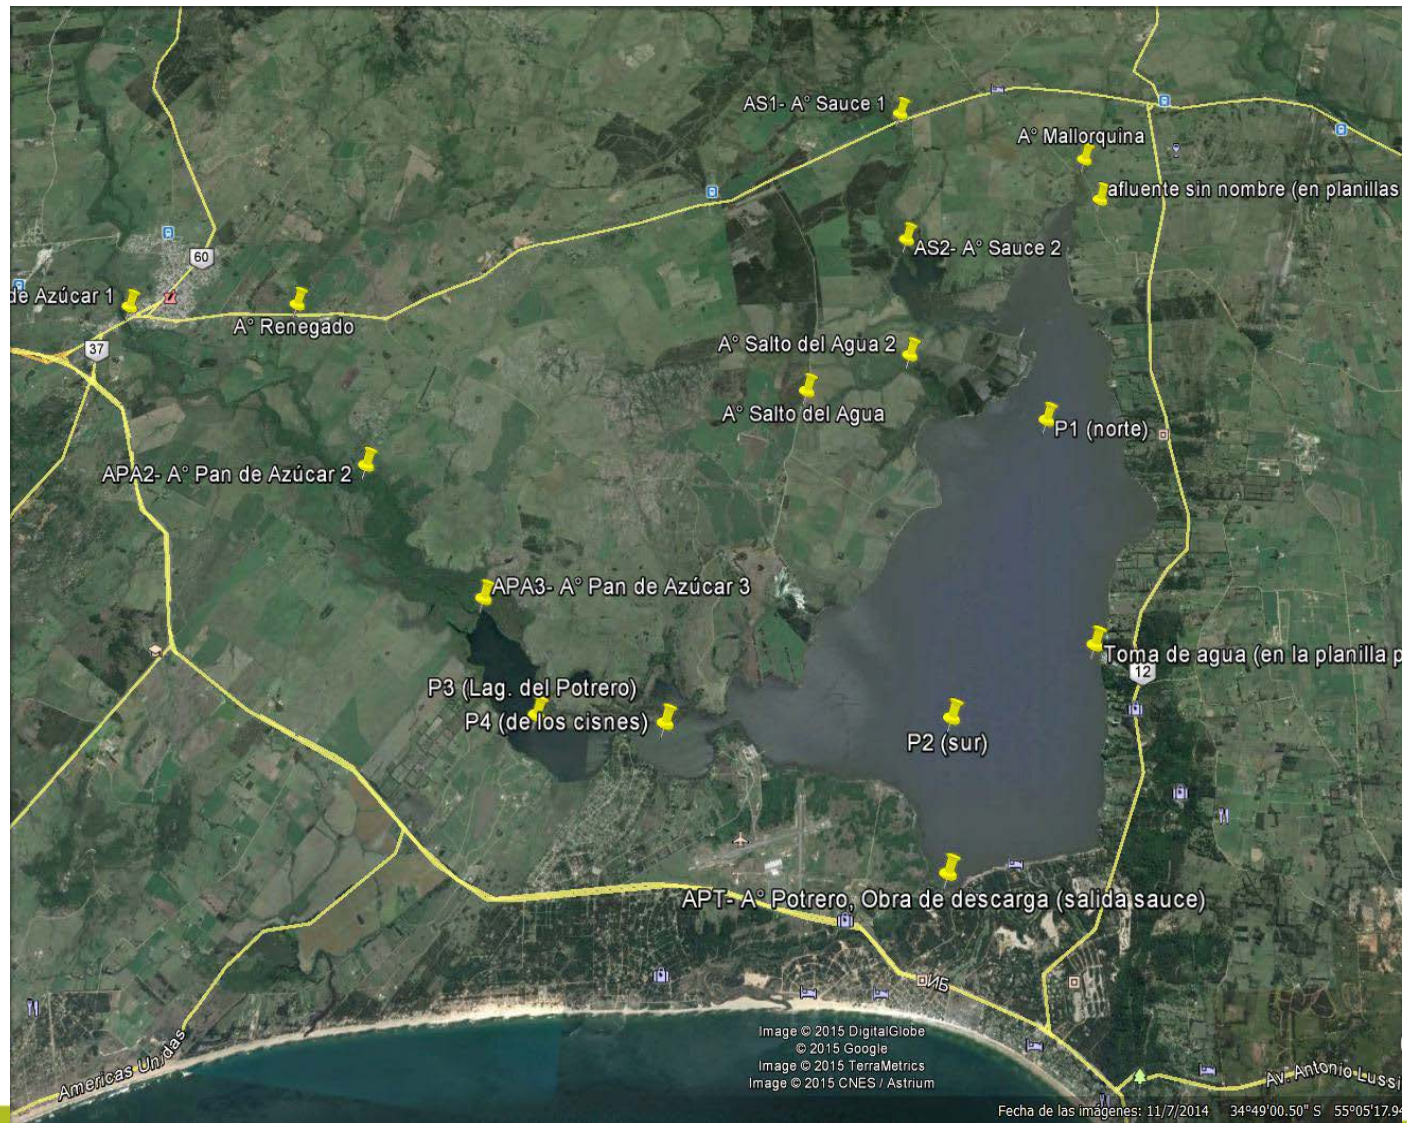 AS1- A° Sauce 1
A° Mallorquina
afluente sin nombre (en planillas
60
AS2- A° Sauce 2
de Azúcar 1
A° Renegado
37
A° Salto del Agua 2
A° Salto del Agua
P1 (norte)
APA2- A° Pan de Azúcar 2
APA3- A° Pan de Azúcar 3
Toma de agua (en la planilla p
12
P3 (Lag. del Potrero)
P4 (de los cisnes)
P2 (sur)
APT- A° Potrero, Obra de descarga (salida sauce)
ИБ
Americas Unidas
Image © 2015 DigitalGlobe
© 2015 Google
Image © 2015 TerraMetrics
Image © 2015 CNES / Astrium
Av. Antonio Lussi
Fecha de las imágenes: 11/7/2014 34°49'00.50" S 55°05'17.94